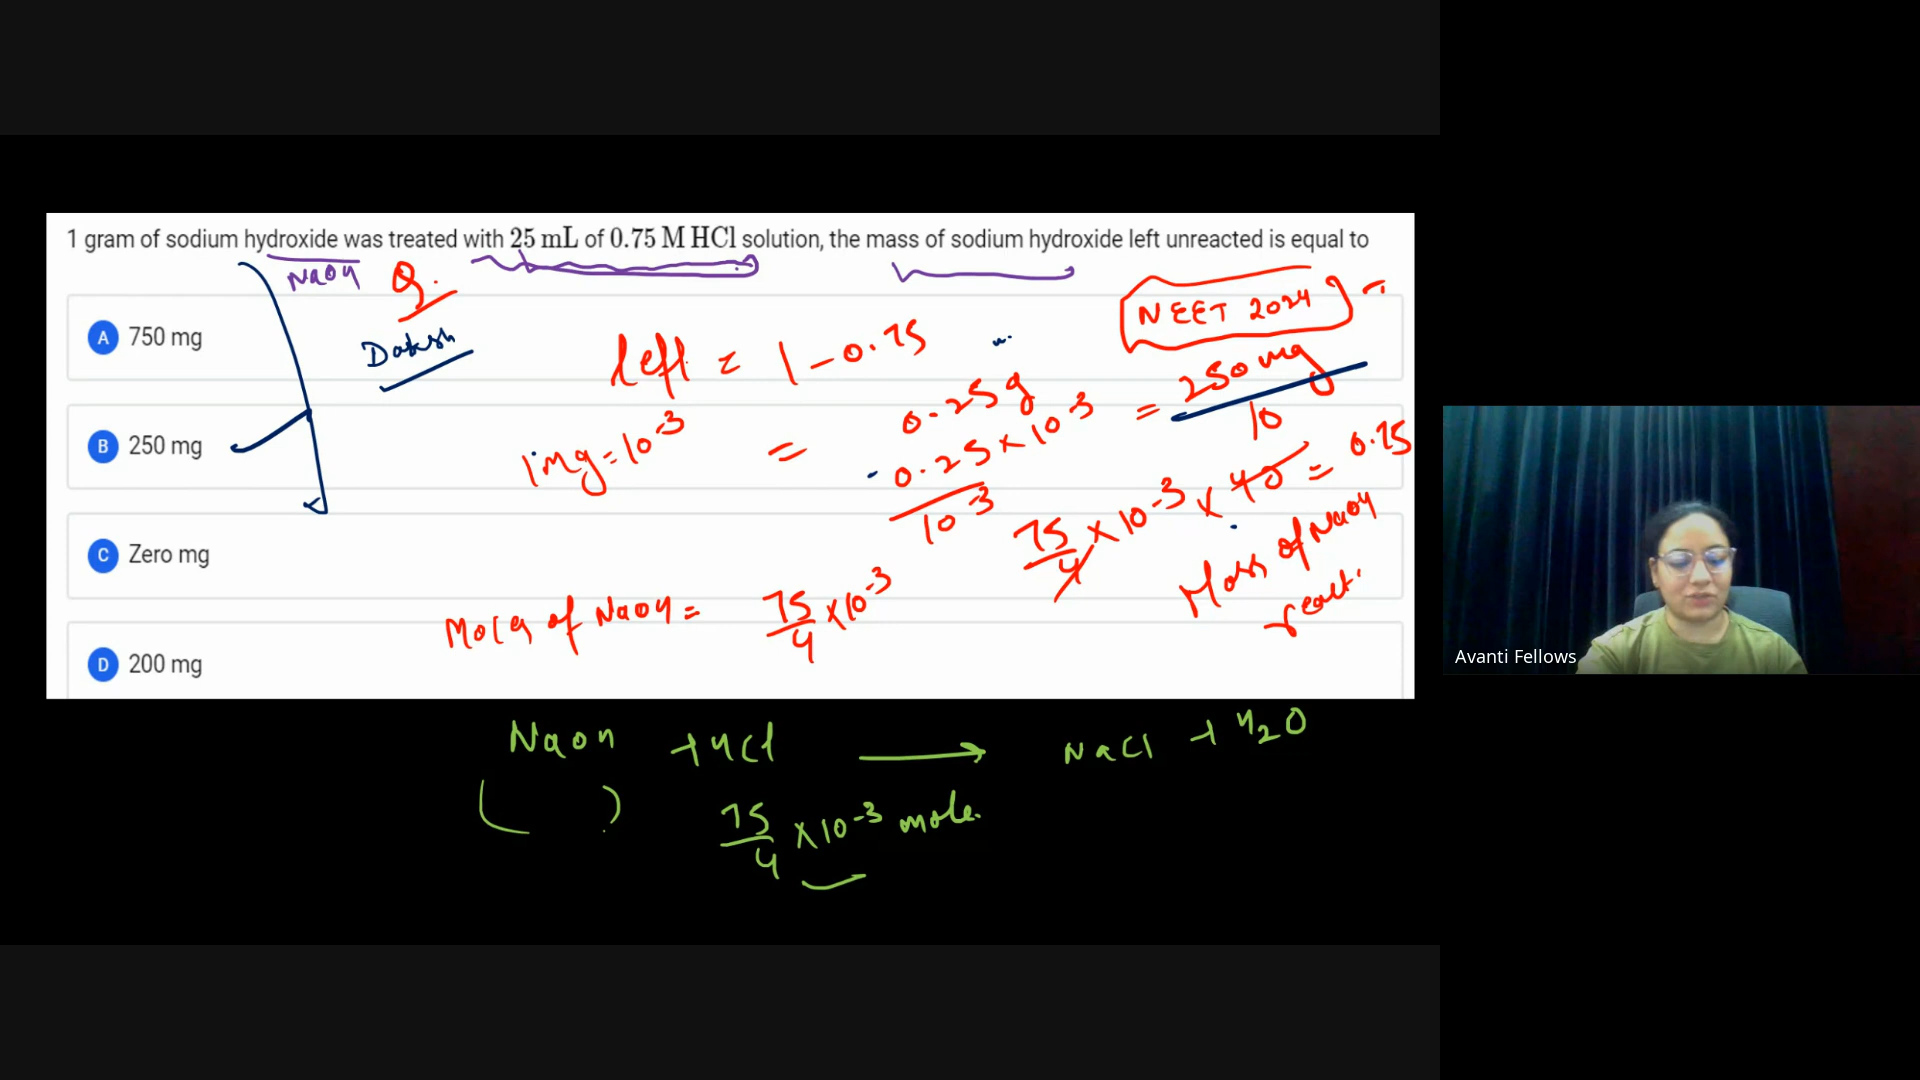 1 gram of sodium hydroxide was treated with 25 mL of 0.75 M HCl solution, the mass of sodium hydroxide left unreacted is equal to
NaOH
Q.
NEET 2024
A 750 mg
Daksh
left = 1 - 0.75
0.25 g
B 250 mg
1mg = 10-3
= 0.25 × 10-3 = 250 mg
10-3
10
75/4 × 10-3 × 40 = 0.75
Mass of NaOH
react.
C Zero mg
Moles of NaOH = 75/4 × 10-3
D 200 mg
NaOH + HCl → NaCl + H2O
( ) 75/4 × 10-3 mole.
Avanti Fellows